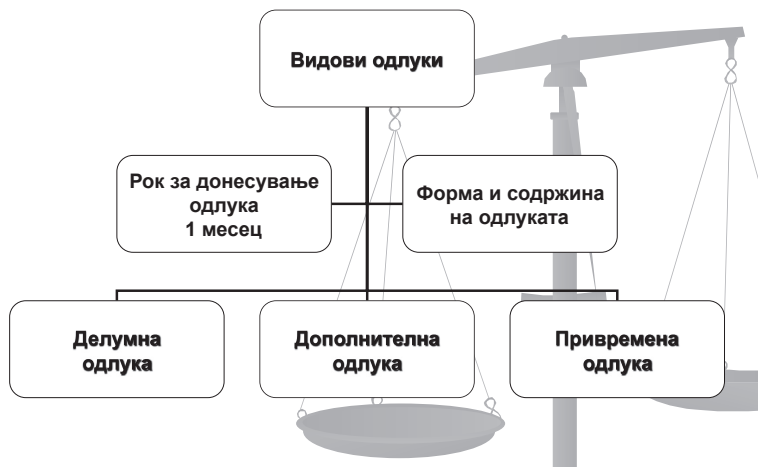 Видови одлуки
Рок за донесување
одлука
1 месец
Форма и содржина
на одлуката
Делумна
одлука
Дополнителна
одлука
Привремена
одлука